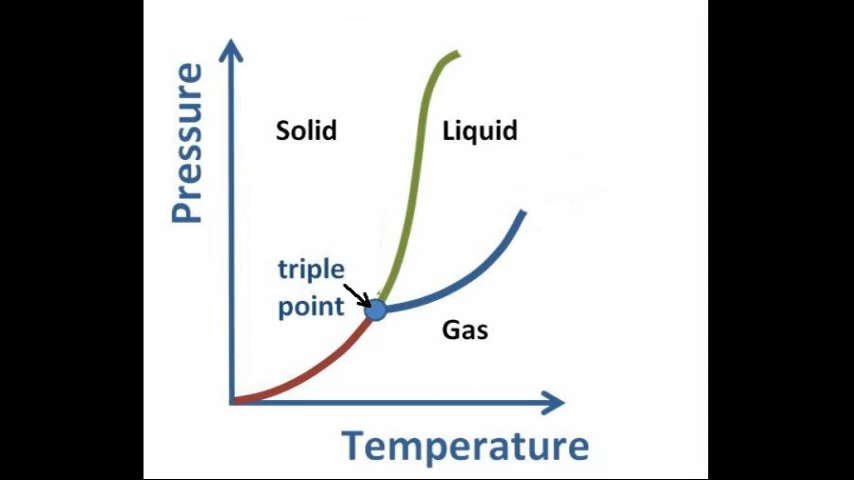 Pressure
Solid
Liquid
triple
point
Gas
Temperature